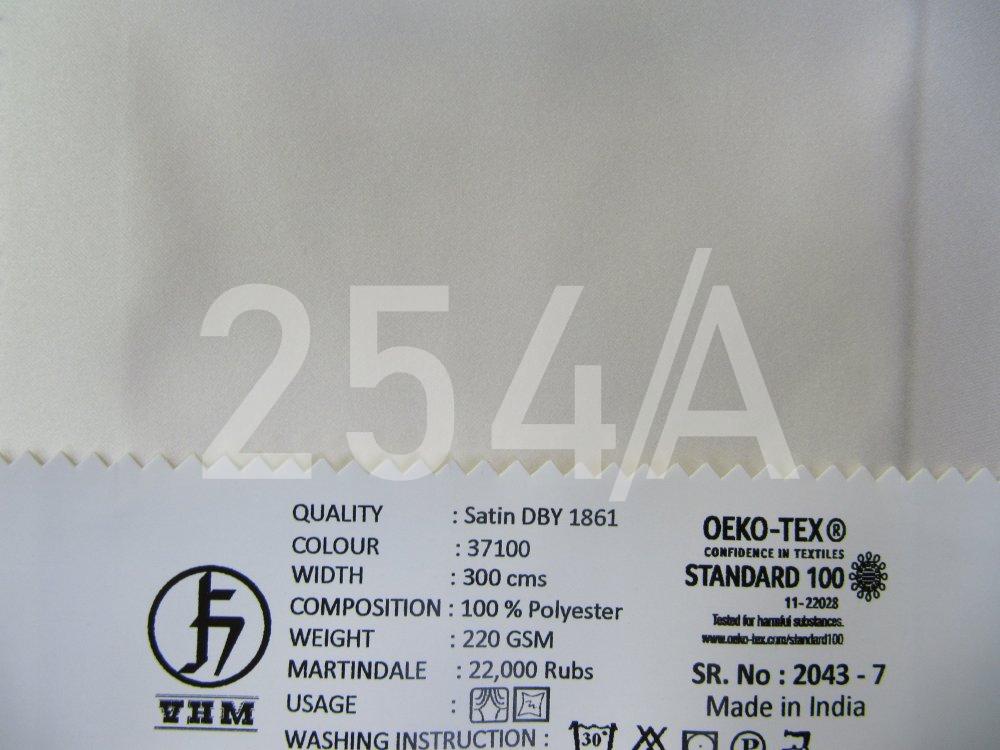 254/A
QUALITY : Satin DBY 1861
COLOUR : 37100
WIDTH : 300 cms
COMPOSITION : 100 % Polyester
WEIGHT : 220 GSM
MARTINDALE : 22,000 Rubs
USAGE :
WASHING INSTRUCTION : 30° P
VHM
OEKO-TEX®
CONFIDENCE IN TEXTILES
STANDARD 100
11-22028
Tested for harmful substances.
www.oeko-tex.com/standard100
SR. No : 2043 - 7
Made in India